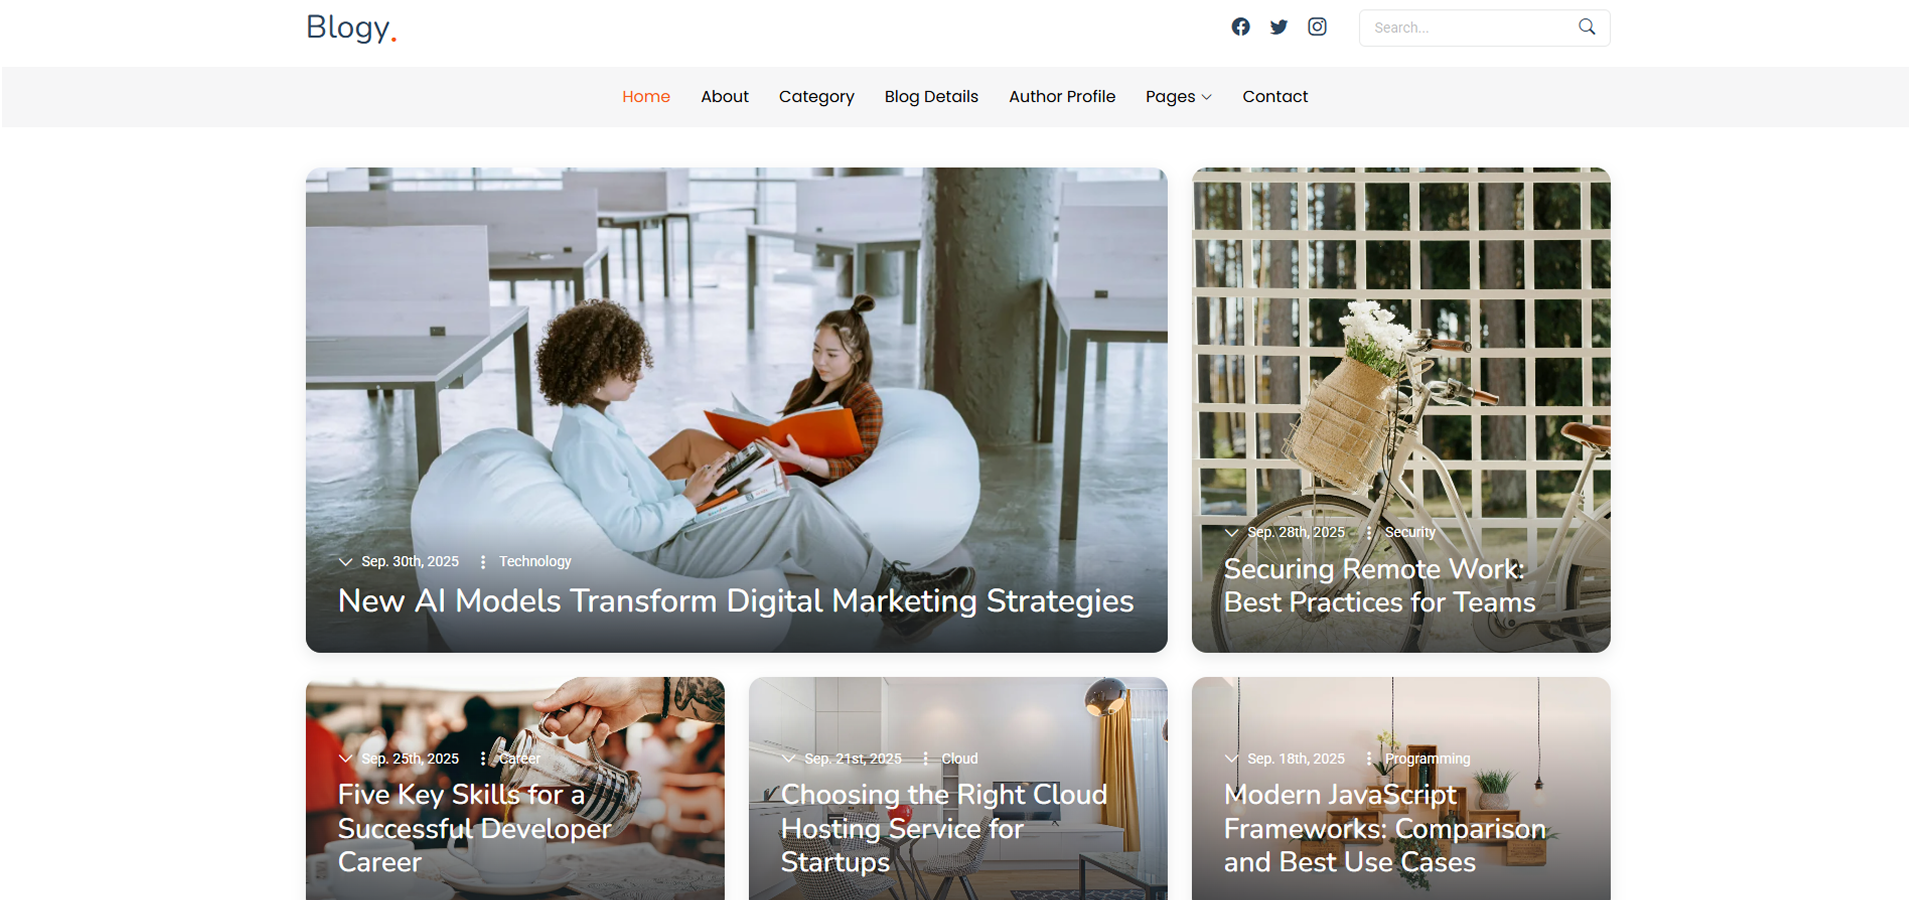 Blogy.
Search...
Home About Category Blog Details Author Profile Pages Contact
Sep. 30th, 2025 Technology
New AI Models Transform Digital Marketing Strategies
Sep. 28th, 2025 Security
Securing Remote Work:
Best Practices for Teams
Sep. 25th, 2025 Career
Five Key Skills for a
Successful Developer
Career
Sep. 21st, 2025 Cloud
Choosing the Right Cloud
Hosting Service for
Startups
Sep. 18th, 2025 Programming
Modern JavaScript
Frameworks: Comparison
and Best Use Cases